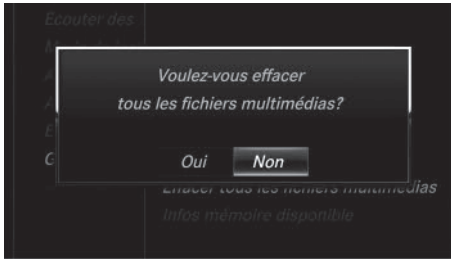 Ecouter des
Voulez-vous effacer
tous les fichiers multimédias?
Oui Non
Effacer tous les fichiers multimédias
Infos mémoire disponible